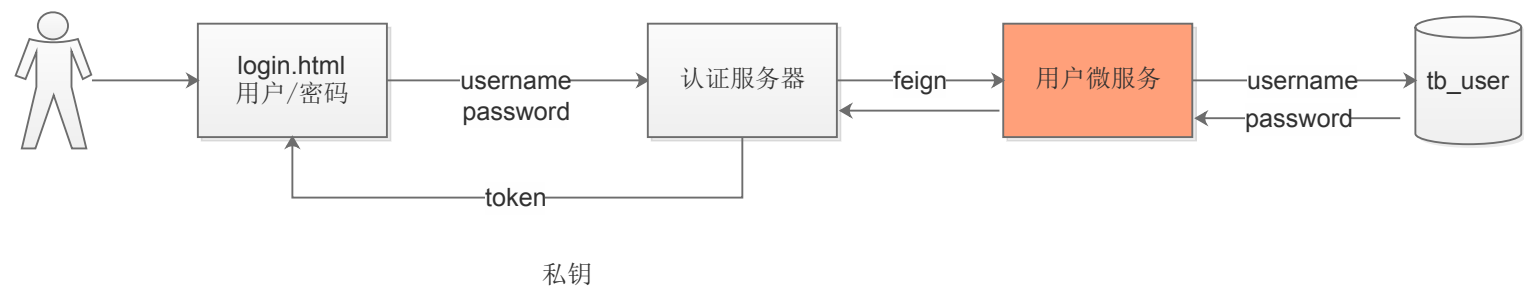 login.html
用户/密码
username
password
认证服务器
feign
用户微服务
username
password
tb_user
token
私钥